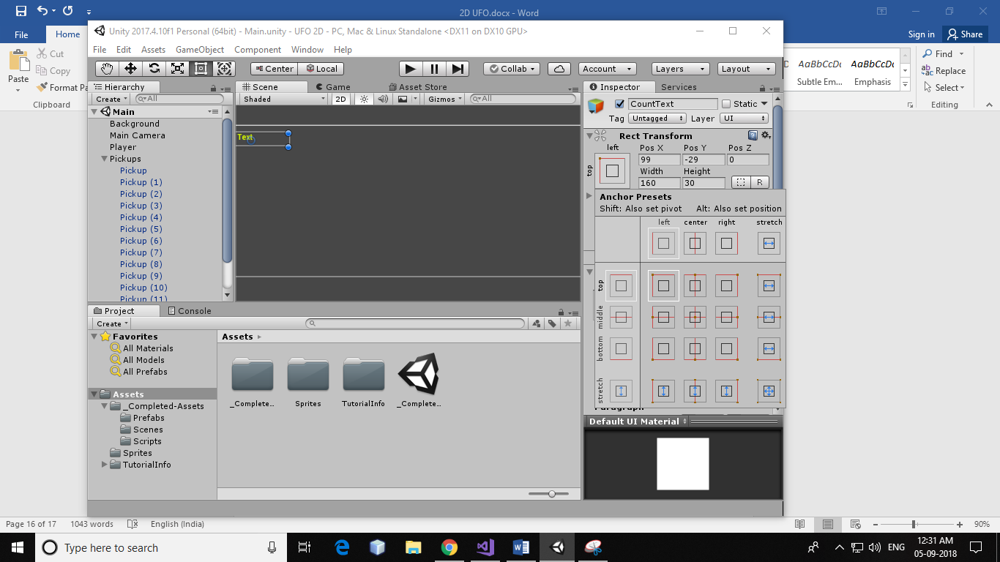 2D UFO.docx - Word
File
Home
Sign in
Share
Paste
Cut
Copy
Format Pa
Clipboard
Unity 2017.4.10f1 Personal (64bit) - Main.unity - UFO 2D - PC, Mac & Linux Standalone <DX11 on DX10 GPU>
File Edit Assets GameObject Component Window Help
Center Local
Collab
Account
Layers
Layout
Hierarchy
Create
All
Main
Background
Main Camera
Player
Pickups
Pickup
Pickup (1)
Pickup (2)
Pickup (3)
Pickup (4)
Pickup (5)
Pickup (6)
Pickup (7)
Pickup (8)
Pickup (9)
Pickup (10)
Pickup (11)
Scene Game Asset Store
Shaded 2D Gizmos All
Text
Inspector Services
CountText Static
Tag Untagged Layer UI
Rect Transform
left Pos X Pos Y Pos Z
top 99 -29 0
Width Height
160 30 R
Anchor Presets
Shift: Also set pivot Alt: Also set position
left center right stretch
top
middle
bottom
stretch
Paragraph
Default UI Material
Project Console
Create
Favorites
All Materials
All Models
All Prefabs
Assets
_Completed-Assets
Prefabs
Scenes
Scripts
Sprites
TutorialInfo
Assets
_Complete... Sprites TutorialInfo _Complete...
AaBbCcDc AaBbCcDc
Subtle Em... Emphasis
Find
Replace
Select
Editing
Page 16 of 17 1043 words English (India) 90%
Type here to search
ENG
12:31 AM
05-09-2018